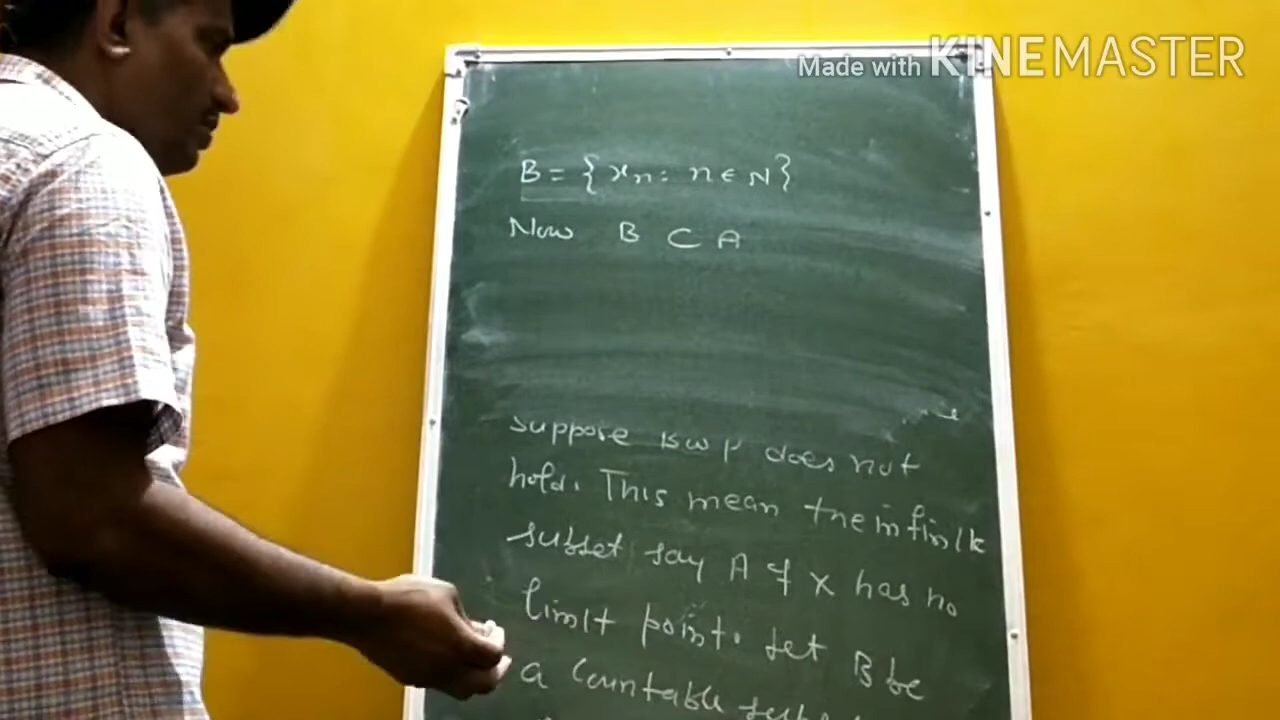 Made with KINEMASTER
B = { xn : n ∈ N }
Now B ⊂ A
suppose BWP does not
hold. This mean the infinite
subset say A of X has no
limit point. Let B be
a countable